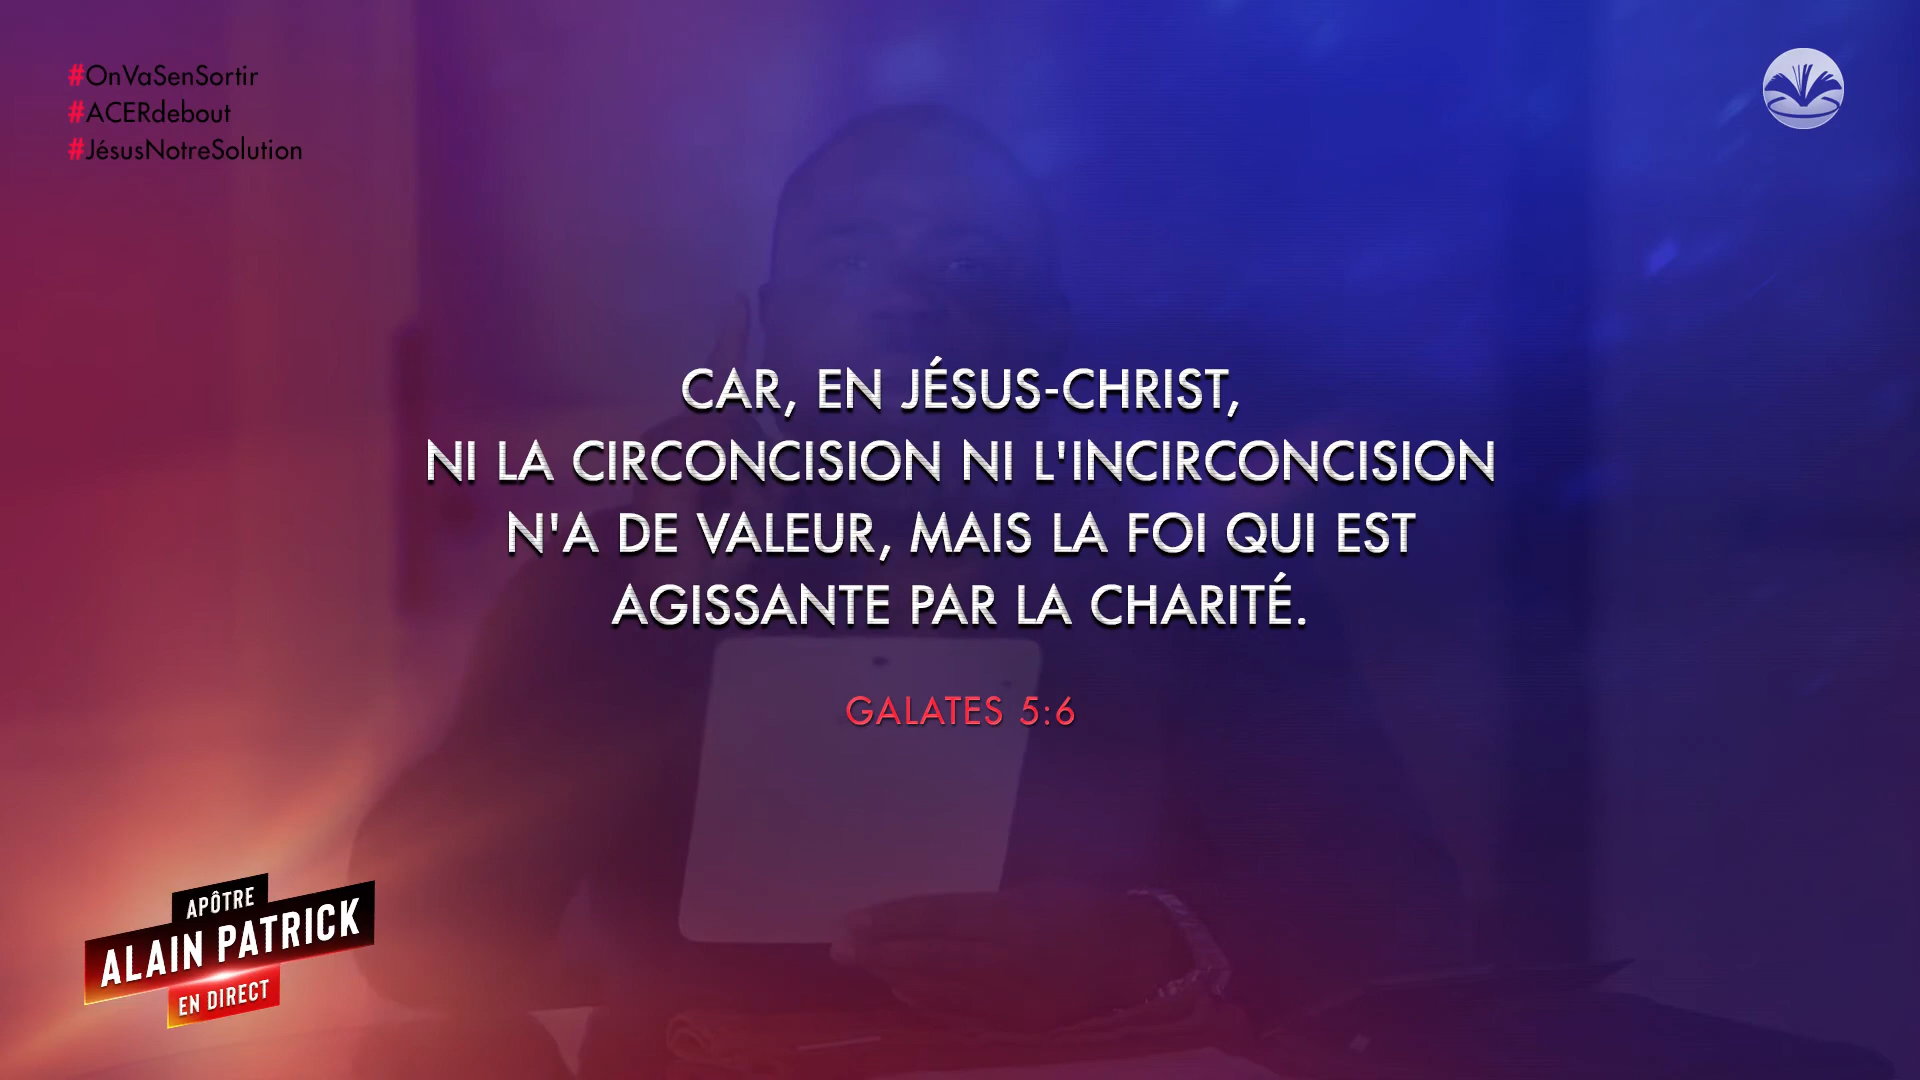 #OnVaSenSortir
#ACERdebout
#JésusNotreSolution
CAR, EN JÉSUS-CHRIST,
NI LA CIRCONCISION NI L'INCIRCONCISION
N'A DE VALEUR, MAIS LA FOI QUI EST
AGISSANTE PAR LA CHARITÉ.
GALATES 5:6
APÔTRE
ALAIN PATRICK
EN DIRECT